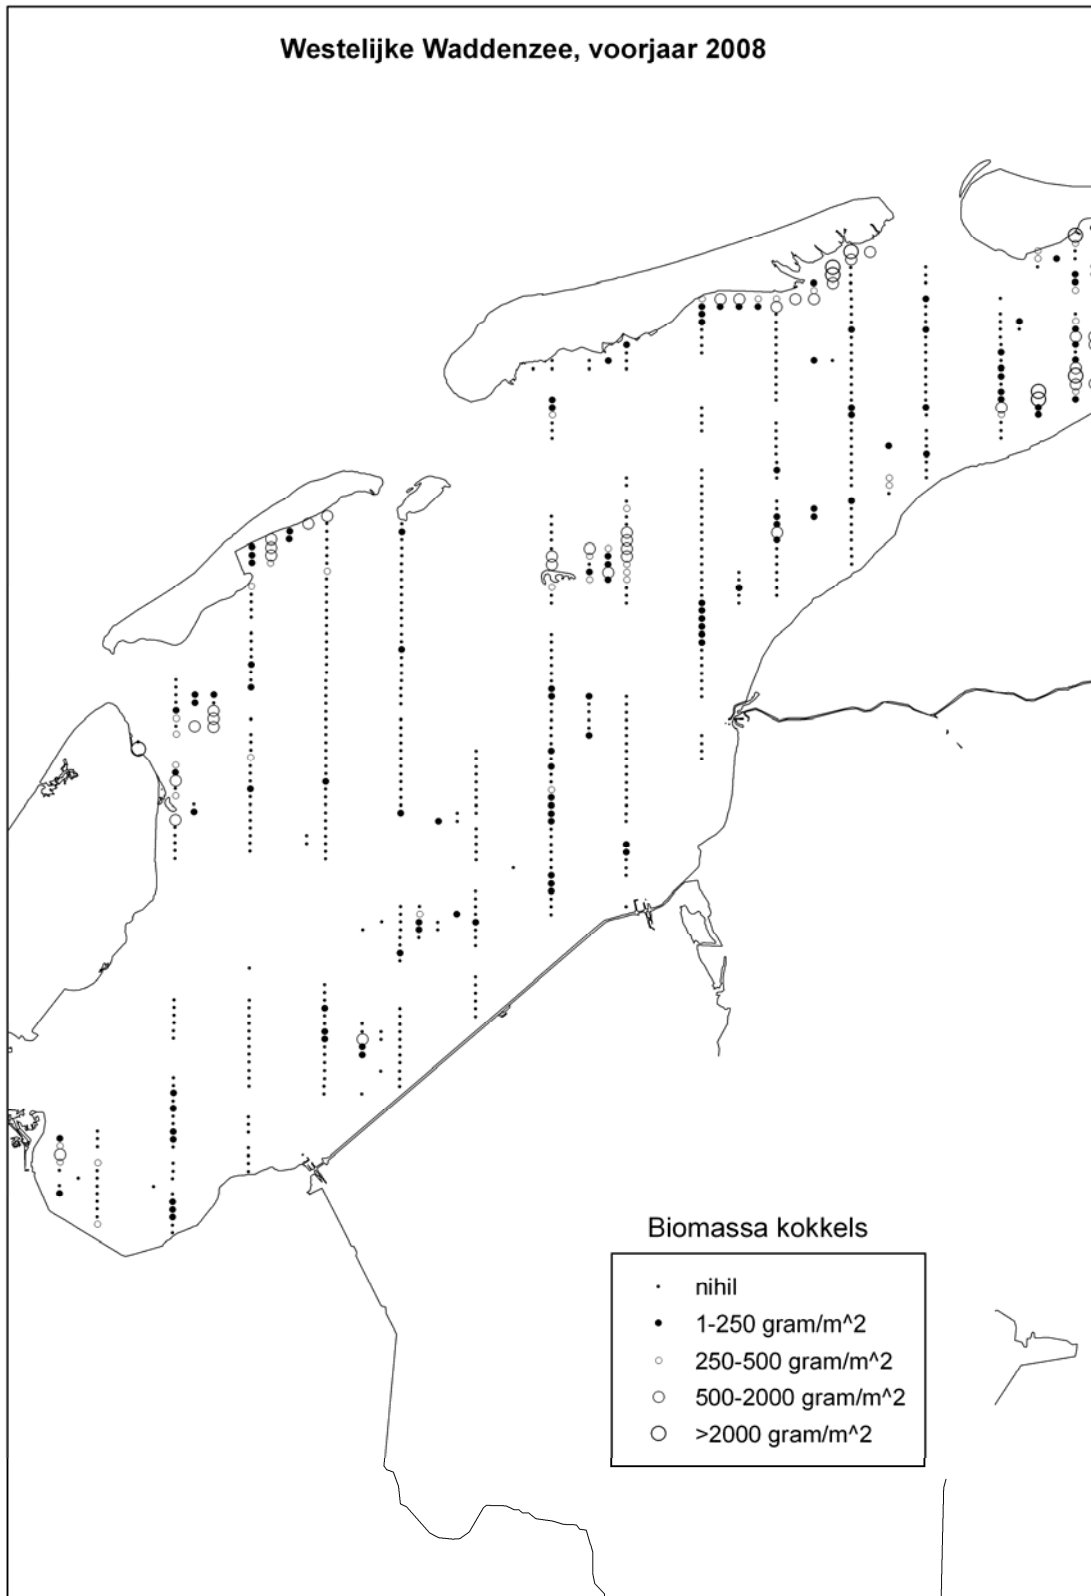 Westelijke Waddenzee, voorjaar 2008
Biomassa kokkels
nihil
1-250 gram/m^2
250-500 gram/m^2
500-2000 gram/m^2
>2000 gram/m^2